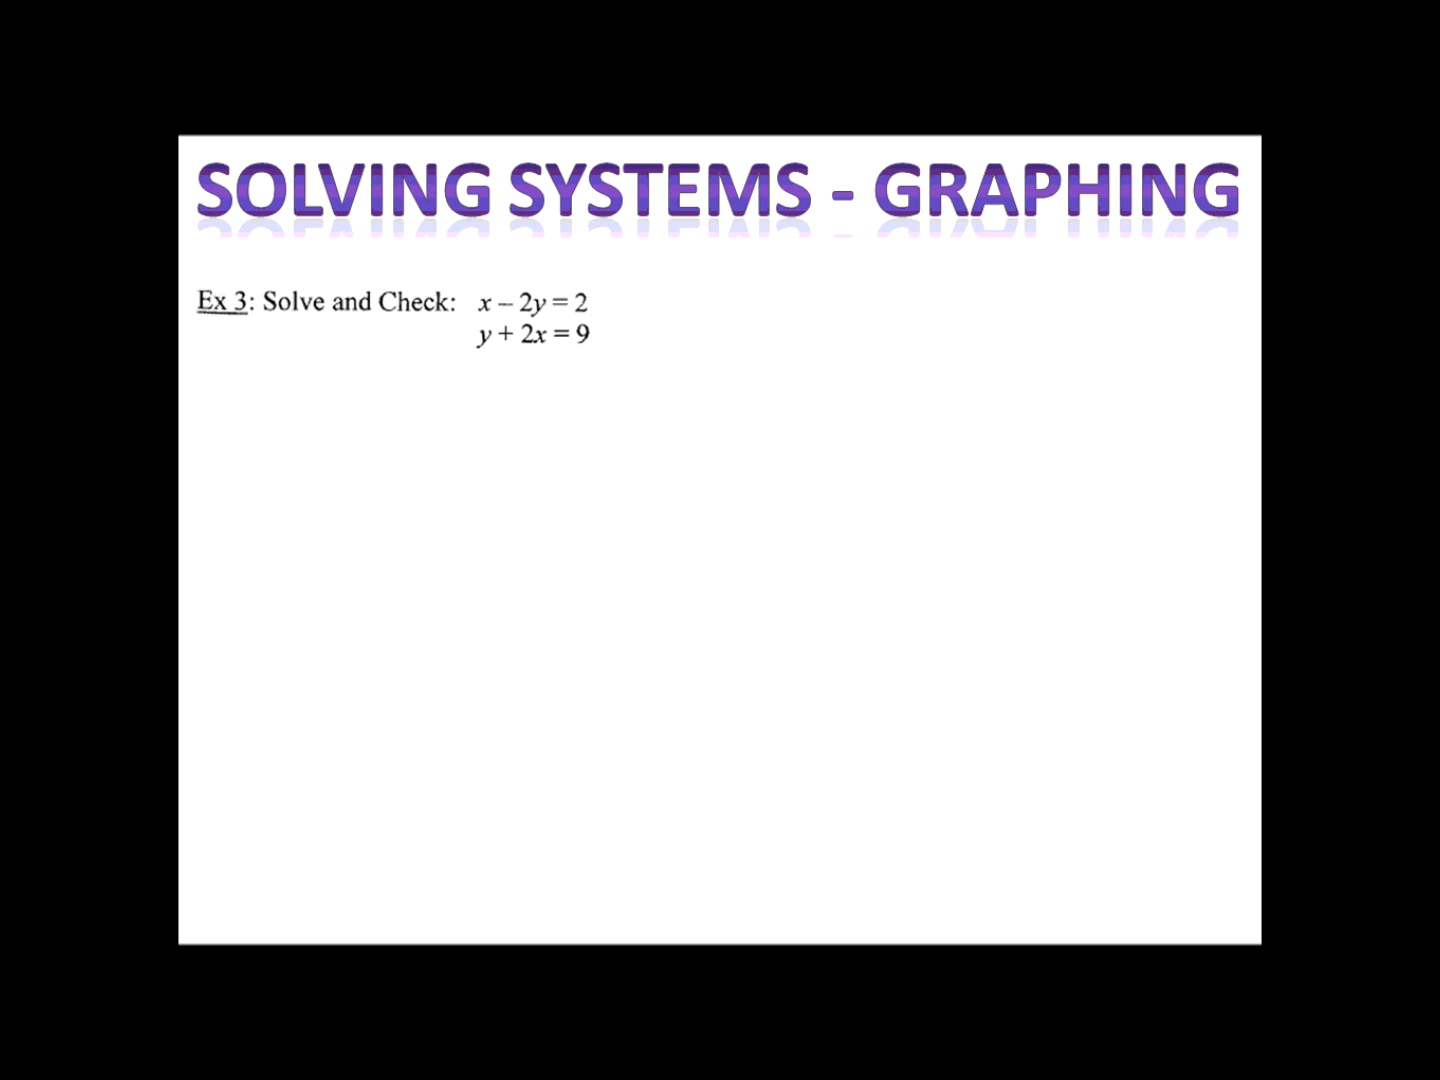 SOLVING SYSTEMS - GRAPHING
Ex 3: Solve and Check: x – 2y = 2
y + 2x = 9